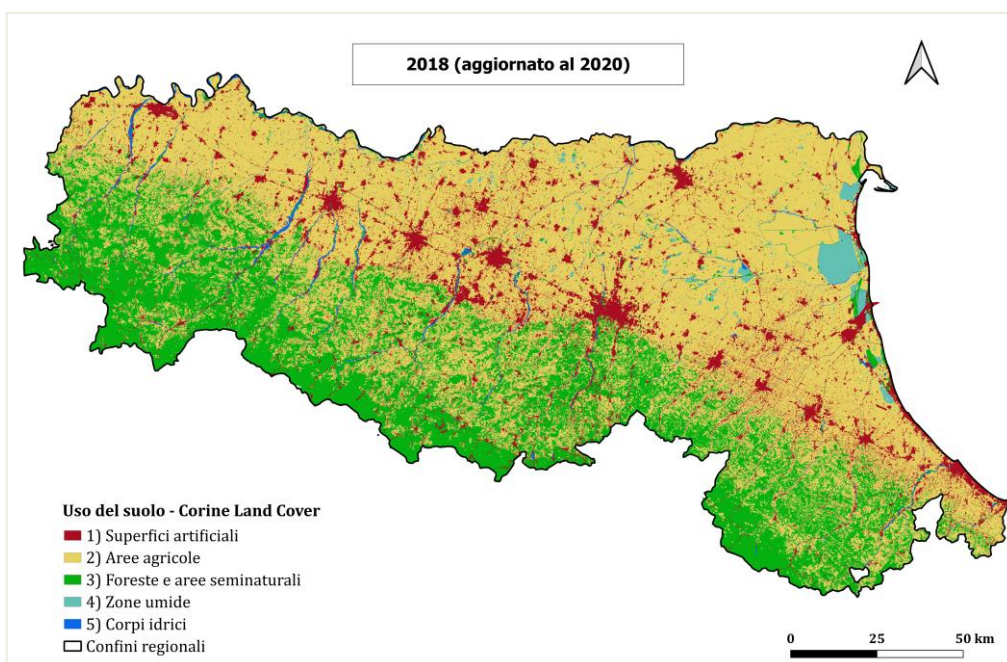 2018 (aggiornato al 2020)
Uso del suolo - Corine Land Cover
1) Superfici artificiali
2) Aree agricole
3) Foreste e aree seminaturali
4) Zone umide
5) Corpi idrici
Confini regionali
0 25 50 km